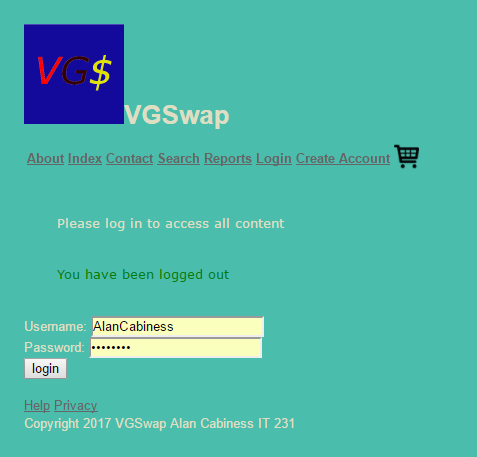 VG$
VGSwap
About Index Contact Search Reports Login Create Account
Please log in to access all content
You have been logged out
Username: AlanCabiness
Password: ••••••••
login
Help Privacy
Copyright 2017 VGSwap Alan Cabiness IT 231